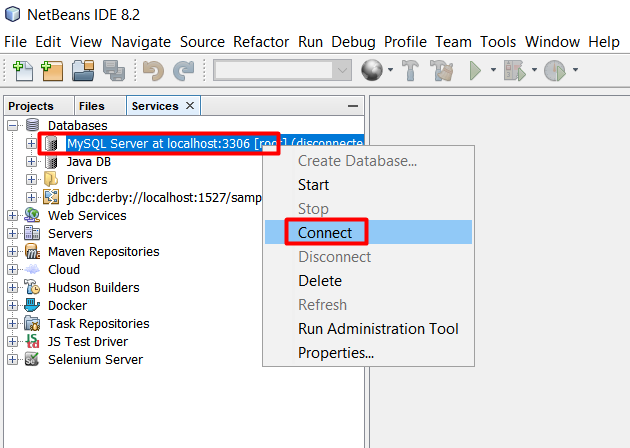 NetBeans IDE 8.2
File Edit View Navigate Source Refactor Run Debug Profile Team Tools Window Help
Projects Files Services
Databases
MySQL Server at localhost:3306 [root] (disconnecte
Java DB
Drivers
jdbc:derby://localhost:1527/samp
Web Services
Servers
Maven Repositories
Cloud
Hudson Builders
Docker
Task Repositories
JS Test Driver
Selenium Server
Create Database...
Start
Stop
Connect
Disconnect
Delete
Refresh
Run Administration Tool
Properties...